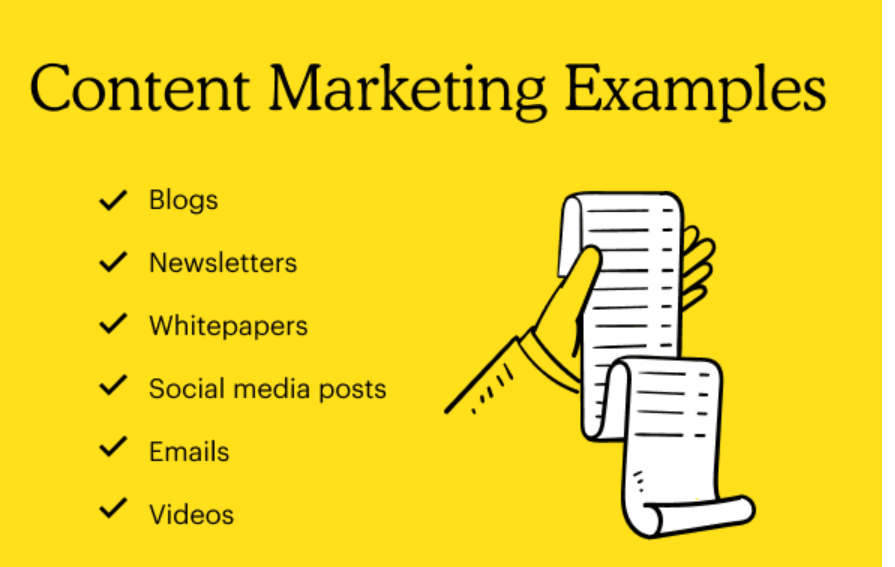 Content Marketing Examples
Blogs
Newsletters
Whitepapers
Social media posts
Emails
Videos